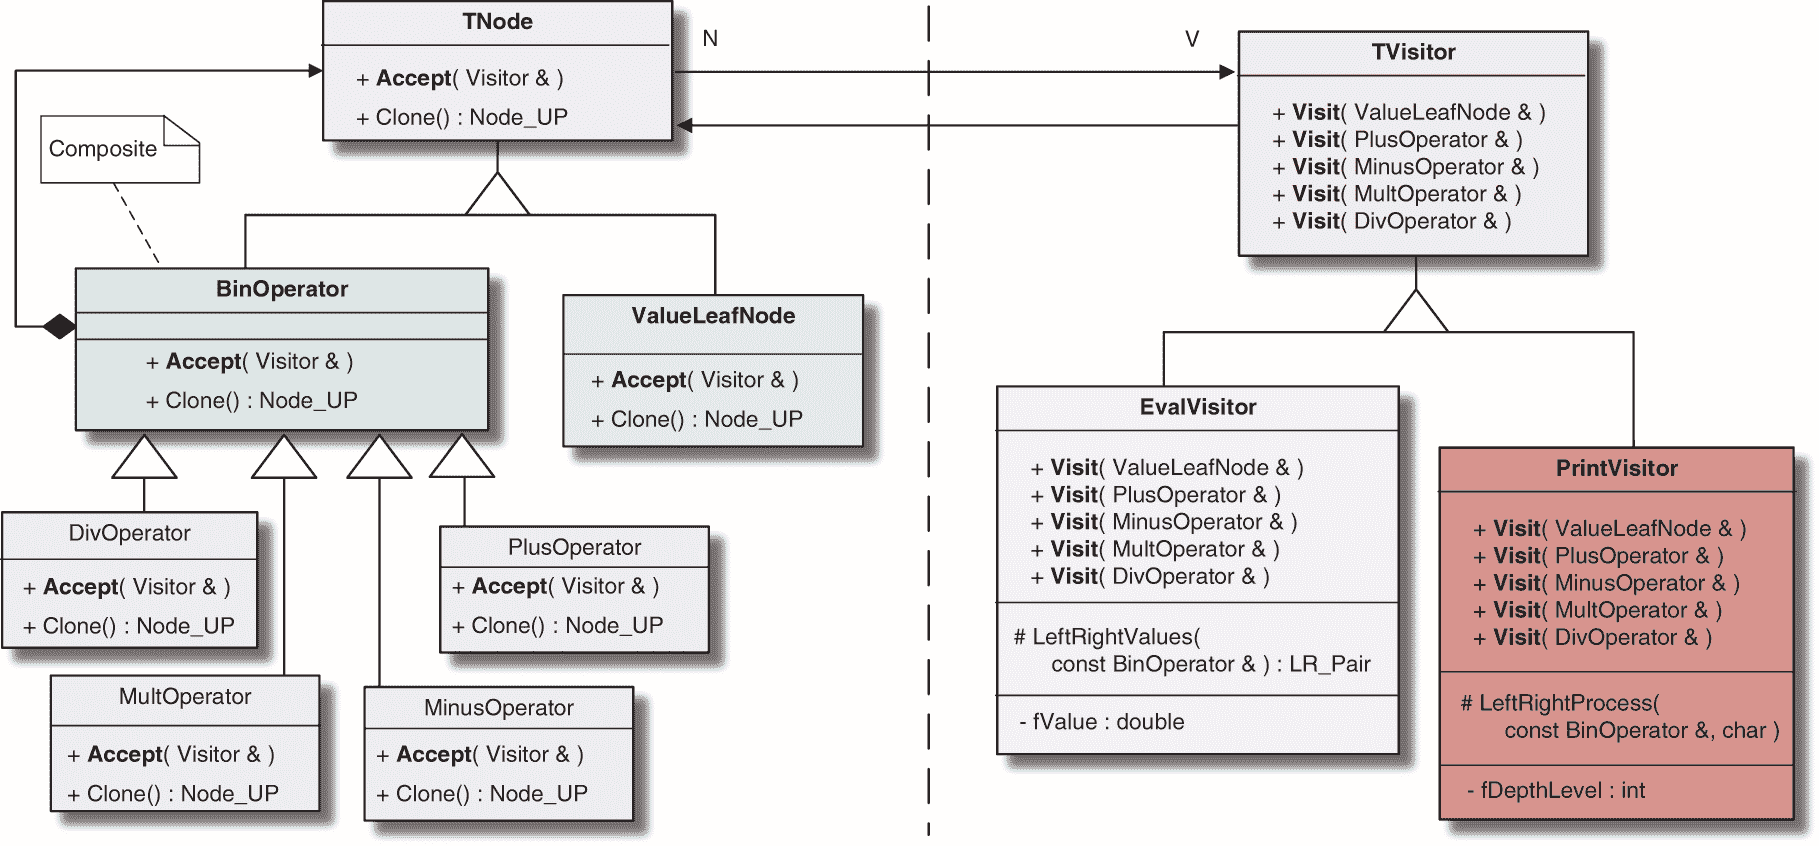 TNode
+ Accept( Visitor & )
+ Clone() : Node_UP
N
V
TVisitor
+ Visit( ValueLeafNode & )
+ Visit( PlusOperator & )
+ Visit( MinusOperator & )
+ Visit( MultOperator & )
+ Visit( DivOperator & )
Composite
BinOperator
+ Accept( Visitor & )
+ Clone() : Node_UP
ValueLeafNode
+ Accept( Visitor & )
+ Clone() : Node_UP
DivOperator
+ Accept( Visitor & )
+ Clone() : Node_UP
PlusOperator
+ Accept( Visitor & )
+ Clone() : Node_UP
MultOperator
+ Accept( Visitor & )
+ Clone() : Node_UP
MinusOperator
+ Accept( Visitor & )
+ Clone() : Node_UP
EvalVisitor
+ Visit( ValueLeafNode & )
+ Visit( PlusOperator & )
+ Visit( MinusOperator & )
+ Visit( MultOperator & )
+ Visit( DivOperator & )
# LeftRightValues(
const BinOperator & ) : LR_Pair
- fValue : double
PrintVisitor
+ Visit( ValueLeafNode & )
+ Visit( PlusOperator & )
+ Visit( MinusOperator & )
+ Visit( MultOperator & )
+ Visit( DivOperator & )
# LeftRightProcess(
const BinOperator &, char )
- fDepthLevel : int